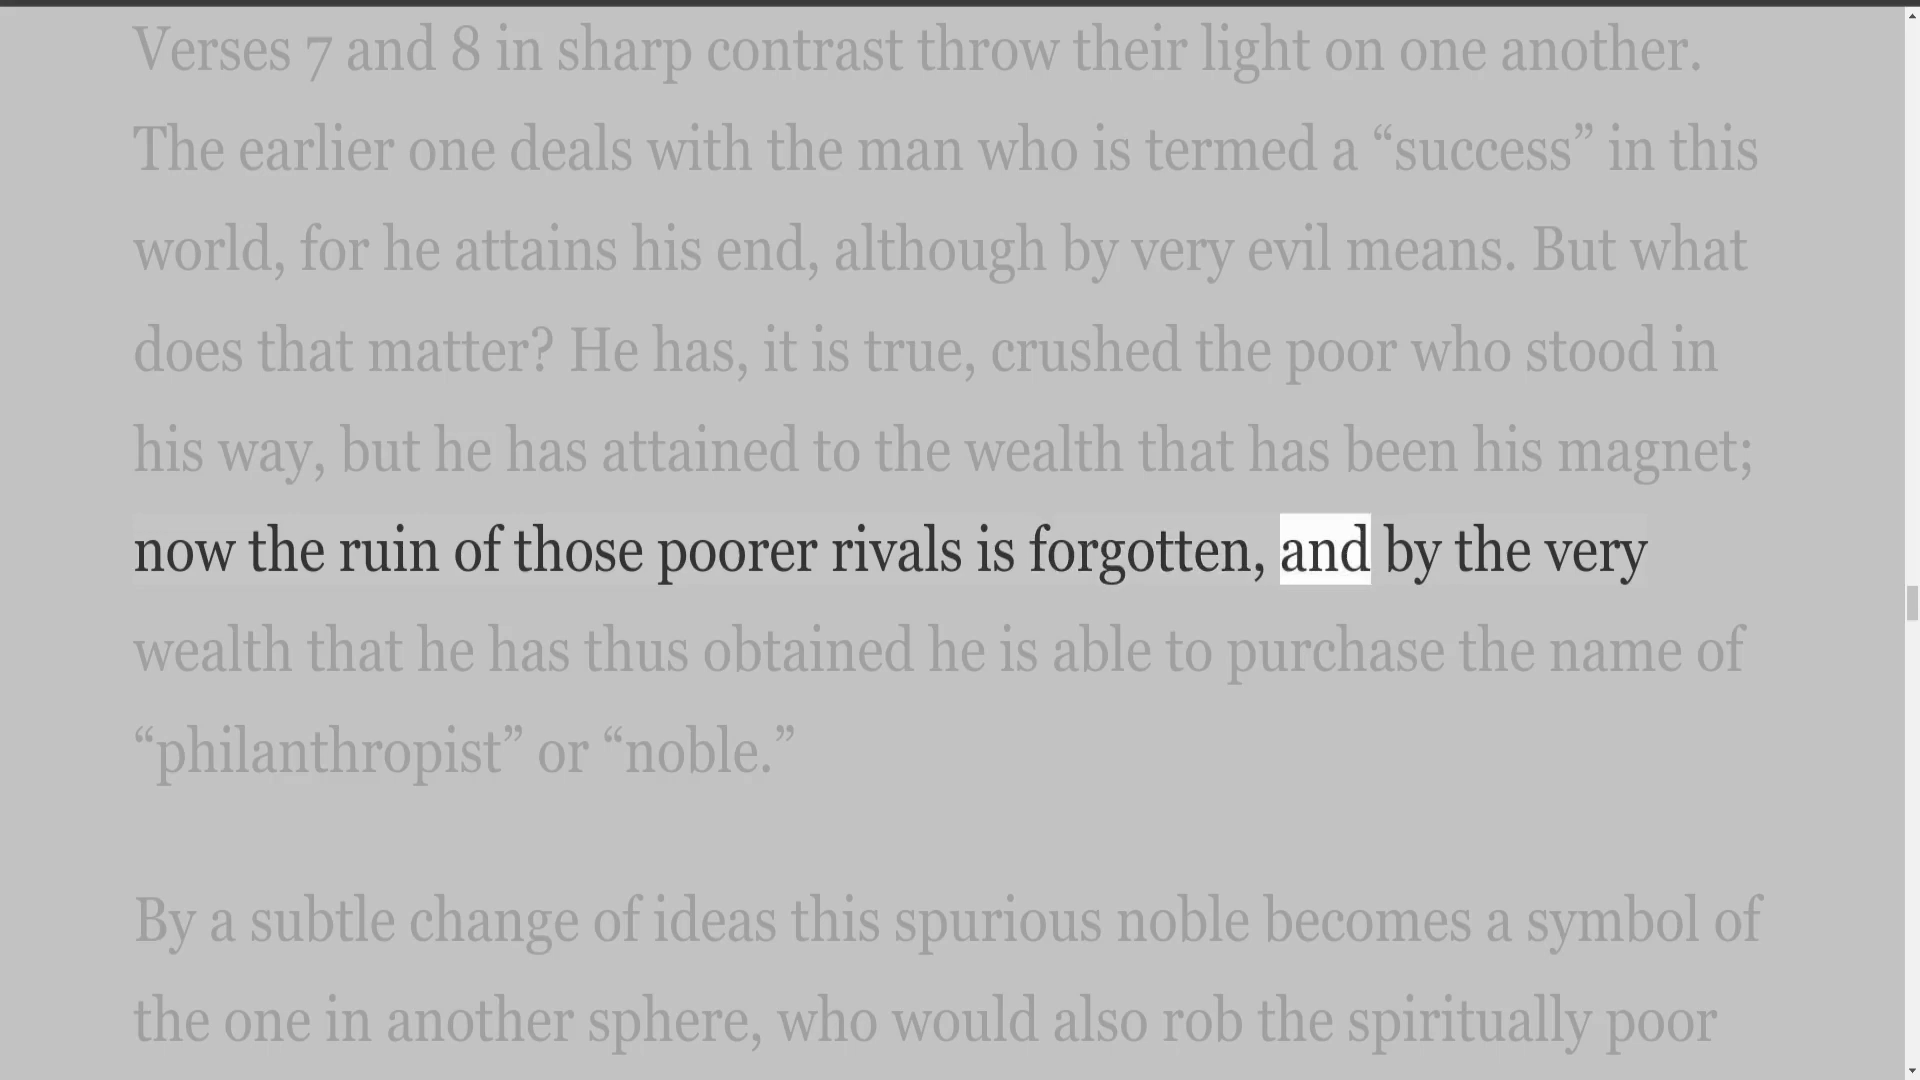 Verses 7 and 8 in sharp contrast throw their light on one another.
The earlier one deals with the man who is termed a “success” in this
world, for he attains his end, although by very evil means. But what
does that matter? He has, it is true, crushed the poor who stood in
his way, but he has attained to the wealth that has been his magnet;
now the ruin of those poorer rivals is forgotten, and by the very
wealth that he has thus obtained he is able to purchase the name of
“philanthropist” or “noble.”
By a subtle change of ideas this spurious noble becomes a symbol of
the one in another sphere, who would also rob the spiritually poor